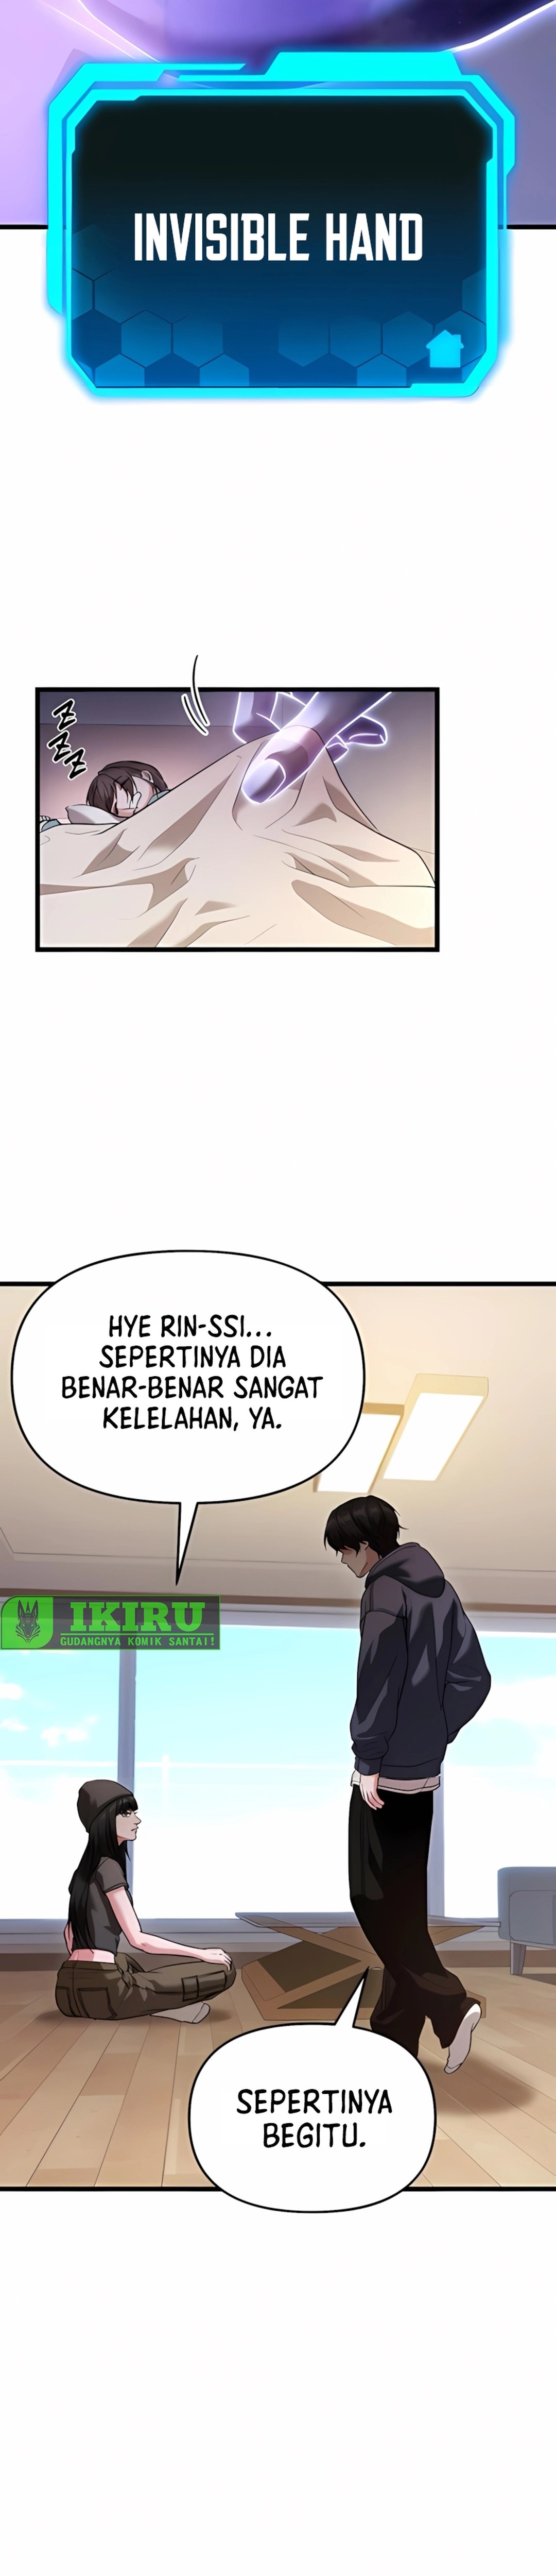 INVISIBLE HAND
Z
Z
Z
HYE RIN-SSI...
SEPERTINYA DIA
BENAR-BENAR SANGAT
KELELAHAN, YA.
IKIRU
GUDANGNYA KOMIK SANTAI!
SEPERTINYA
BEGITU.